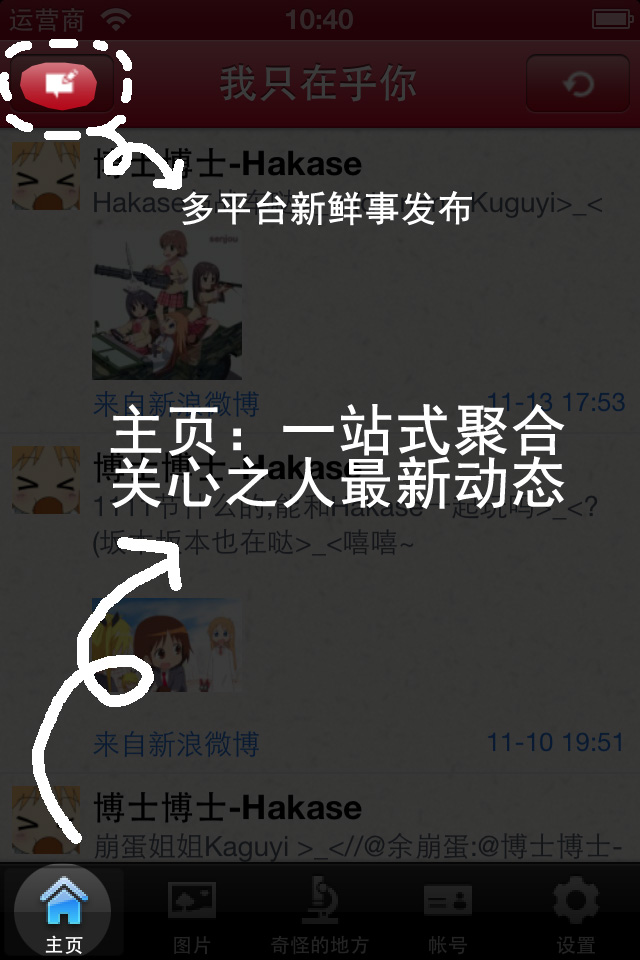 运营商 10:40
我只在乎你
博士博士-Hakase
多平台新鲜事发布
Kuguyi>_<
来自新浪微博 11-13 17:53
主页：一站式聚合
关心之人最新动态
博士博士-Hakase
1111节什么的,能和Hakase一起玩吗>_<?
(坂本坂本也在哒>_<嘻嘻~
来自新浪微博 11-10 19:51
博士博士-Hakase
崩蛋姐姐Kaguyi >_<//@余崩蛋:@博士博士-
主页 图片 奇怪的地方 帐号 设置